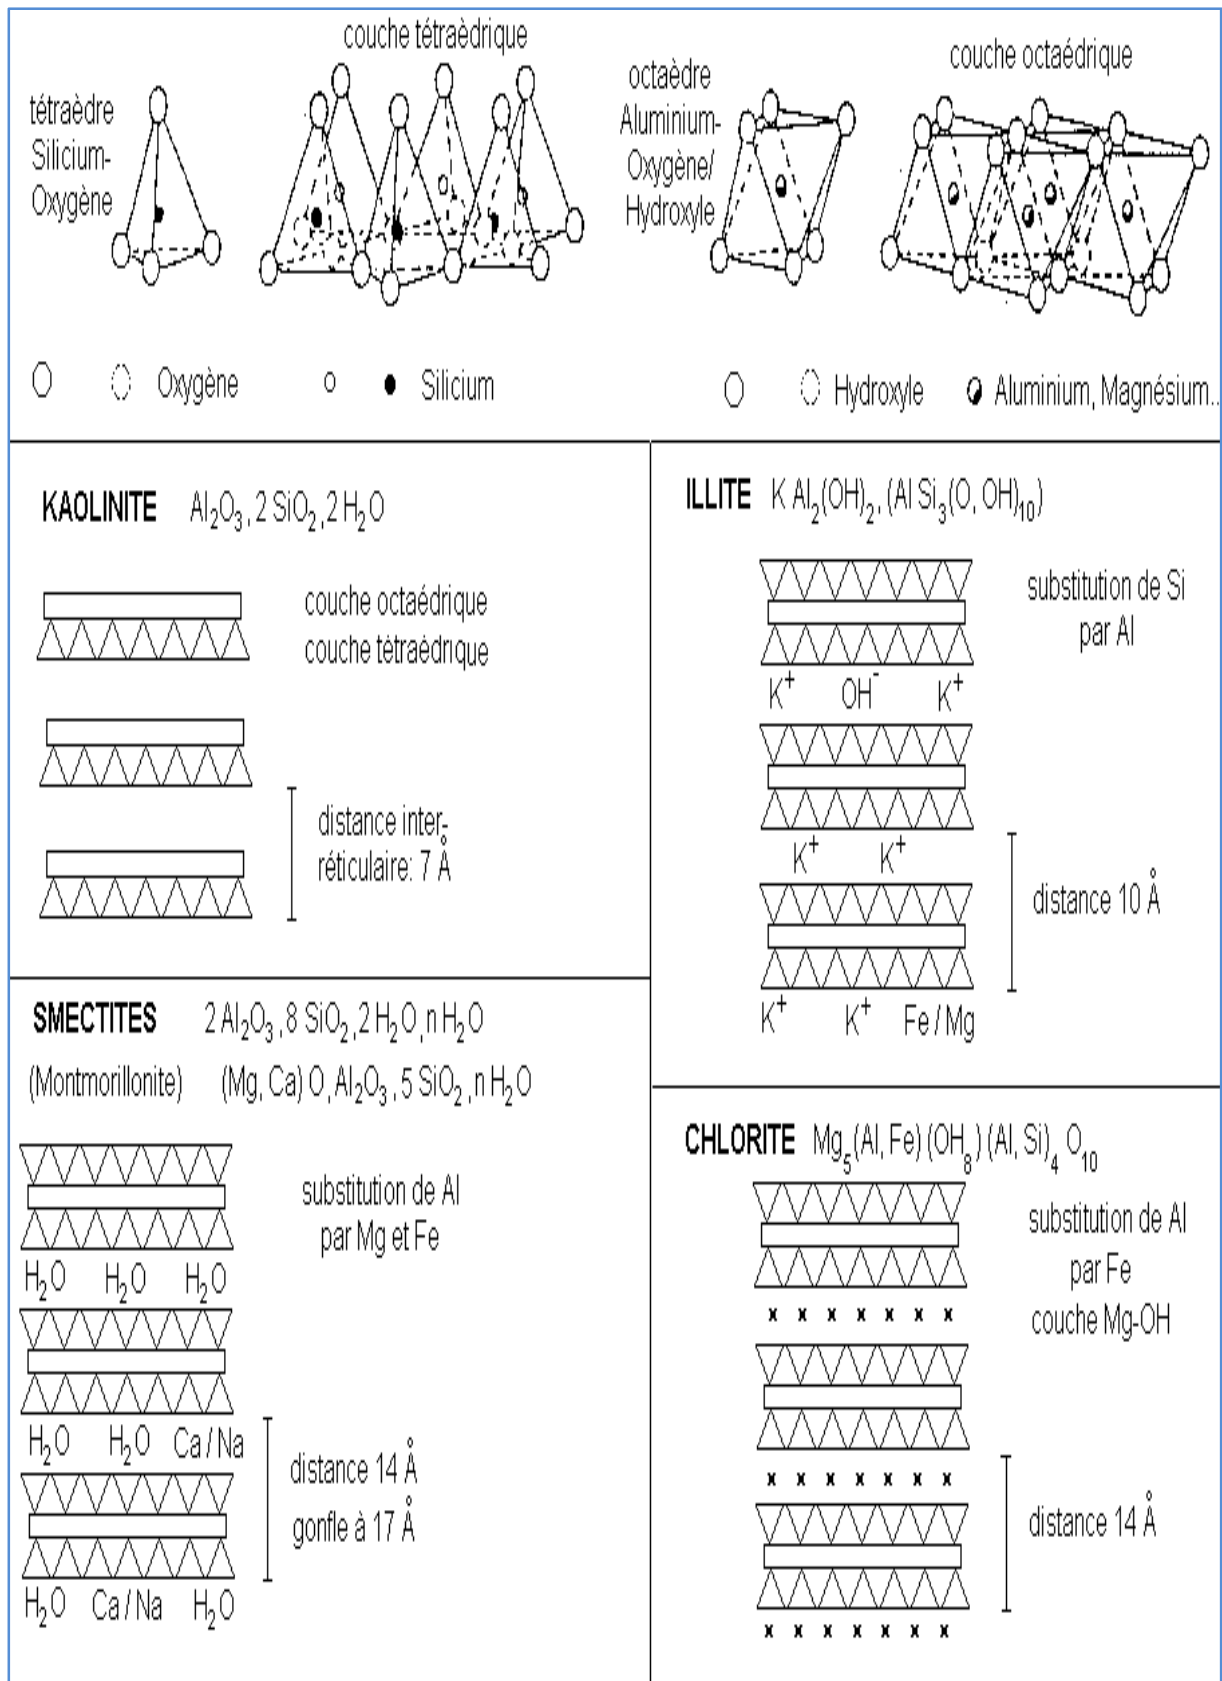 couche tétraèdrique
tétraèdre
Silicium-
Oxygène
octaèdre
Aluminium-
Oxygène/
Hydroxyle
couche octaédrique
Oxygène
Silicium
Hydroxyle
Aluminium, Magnésium..
KAOLINITE Al₂O₃, 2 SiO₂, 2 H₂O
couche octaédrique
couche tétraédrique
distance inter-
réticulaire: 7 Å
ILLITE K Al₂(OH)₂, (Al Si₃(O, OH)₁₀)
substitution de Si
par Al
K⁺ OH⁻ K⁺
K⁺ K⁺
distance 10 Å
K⁺ K⁺ Fe / Mg
SMECTITES 2 Al₂O₃, 8 SiO₂, 2 H₂O, n H₂O
(Montmorillonite) (Mg, Ca) O, Al₂O₃, 5 SiO₂, n H₂O
substitution de Al
par Mg et Fe
H₂O H₂O H₂O
H₂O H₂O Ca / Na
distance 14 Å
gonfle à 17 Å
H₂O Ca / Na H₂O
CHLORITE Mg₅(Al, Fe) (OH₈) (Al, Si)₄ O₁₀
substitution de Al
par Fe
couche Mg-OH
x x x x x x x
x x x x x x x
distance 14 Å
x x x x x x x